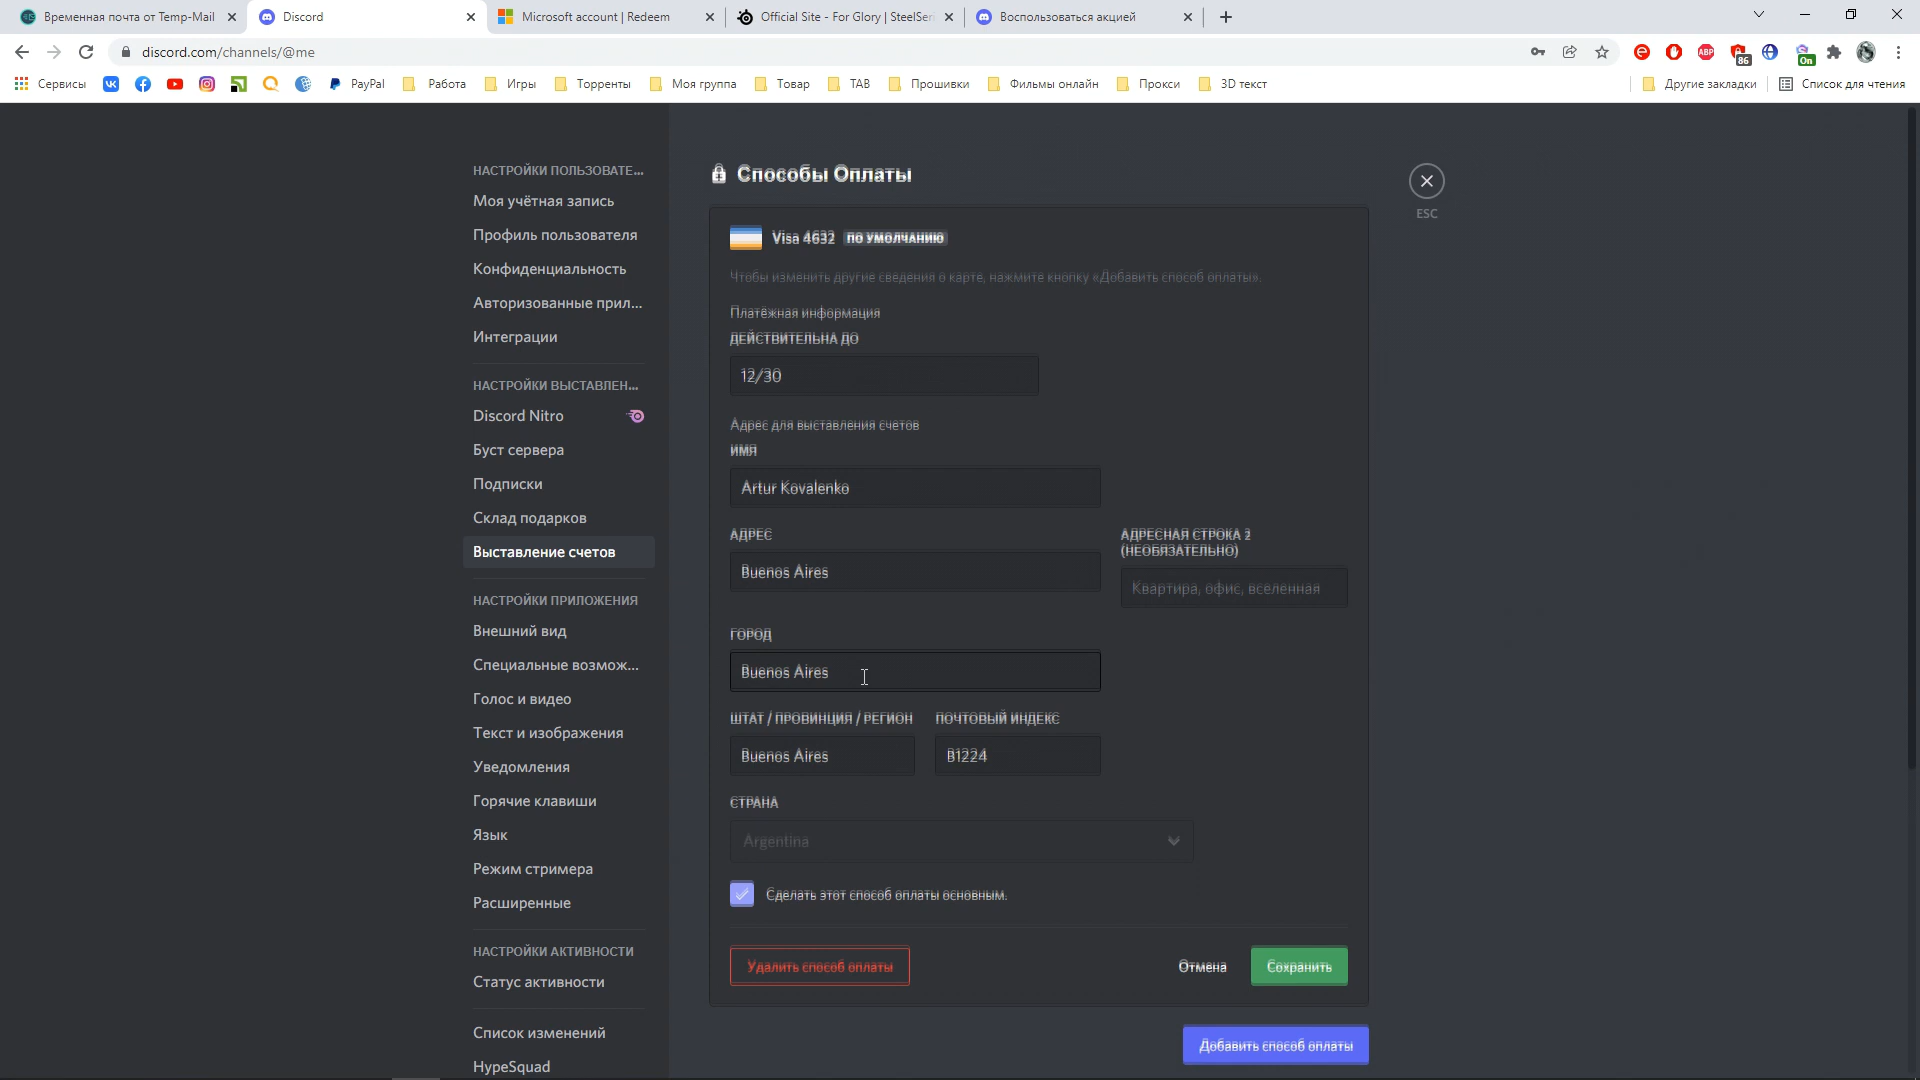 Временная почта от Temp-Mail
Discord
Microsoft account | Redeem
Official Site - For Glory | SteelSeri
Воспользоваться акцией
discord.com/channels/@me
ABP
86
On
Сервисы
PayPal
Работа
Игры
Торренты
Моя группа
Товар
TAB
Прошивки
Фильмы онлайн
Прокси
3D текст
Другие закладки
Список для чтения
НАСТРОЙКИ ПОЛЬЗОВАТЕ...
Моя учётная запись
Профиль пользователя
Конфиденциальность
Авторизованные прил...
Интеграции
НАСТРОЙКИ ВЫСТАВЛЕН...
Discord Nitro
Буст сервера
Подписки
Склад подарков
Выставление счетов
НАСТРОЙКИ ПРИЛОЖЕНИЯ
Внешний вид
Специальные возмож...
Голос и видео
Текст и изображения
Уведомления
Горячие клавиши
Язык
Режим стримера
Расширенные
НАСТРОЙКИ АКТИВНОСТИ
Статус активности
Список изменений
HypeSquad
Способы Оплаты
Visa 4632 ПО УМОЛЧАНИЮ
Чтобы изменить другие сведения о карте, нажмите кнопку «Добавить способ оплаты».
Платёжная информация
ДЕЙСТВИТЕЛЬНА ДО
12/30
Адрес для выставления счетов
ИМЯ
Artur Kovalenko
АДРЕС
Buenos Aires
АДРЕСНАЯ СТРОКА 2
(НЕОБЯЗАТЕЛЬНО)
Квартира, офис, вселенная
ГОРОД
Buenos Aires
ШТАТ / ПРОВИНЦИЯ / РЕГИОН
Buenos Aires
ПОЧТОВЫЙ ИНДЕКС
B1224
СТРАНА
Argentina
Сделать этот способ оплаты основным.
Удалить способ оплаты
Отмена
Сохранить
Добавить способ оплаты
ESC